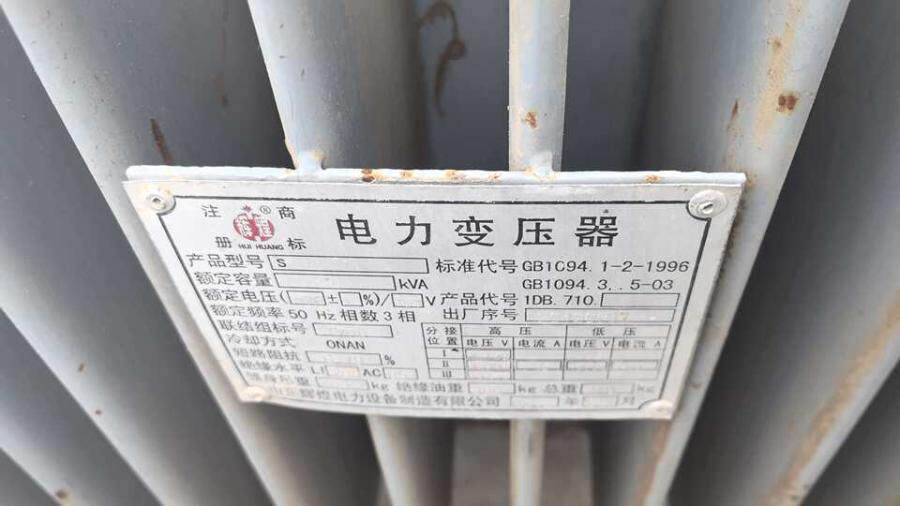 注 ® 商
册 辉煌 HUI HUANG 标
电力变压器
产品型号 S 标准代号 GB1094.1-2-1996
额定容量 kVA GB1094.3..5-03
额定电压( ± %)/ V 产品代号 1DB.710.
额定频率 50 Hz 相数 3 相 出厂序号
联结组标号 分接 高压 低压
冷却方式 ONAN 位置 电压 V 电流 A 电压 V 电流 A
短路阻抗 % I
绝缘水平 LI AC II
器身吊重 kg 绝缘油重 kg 总重 kg III
辉煌电力设备制造有限公司 年 月